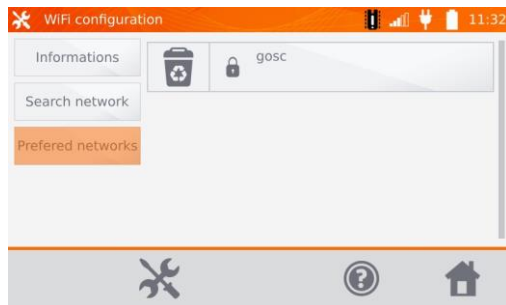 WiFi configuration 11:32
Informations
gosc
Search network
Prefered networks